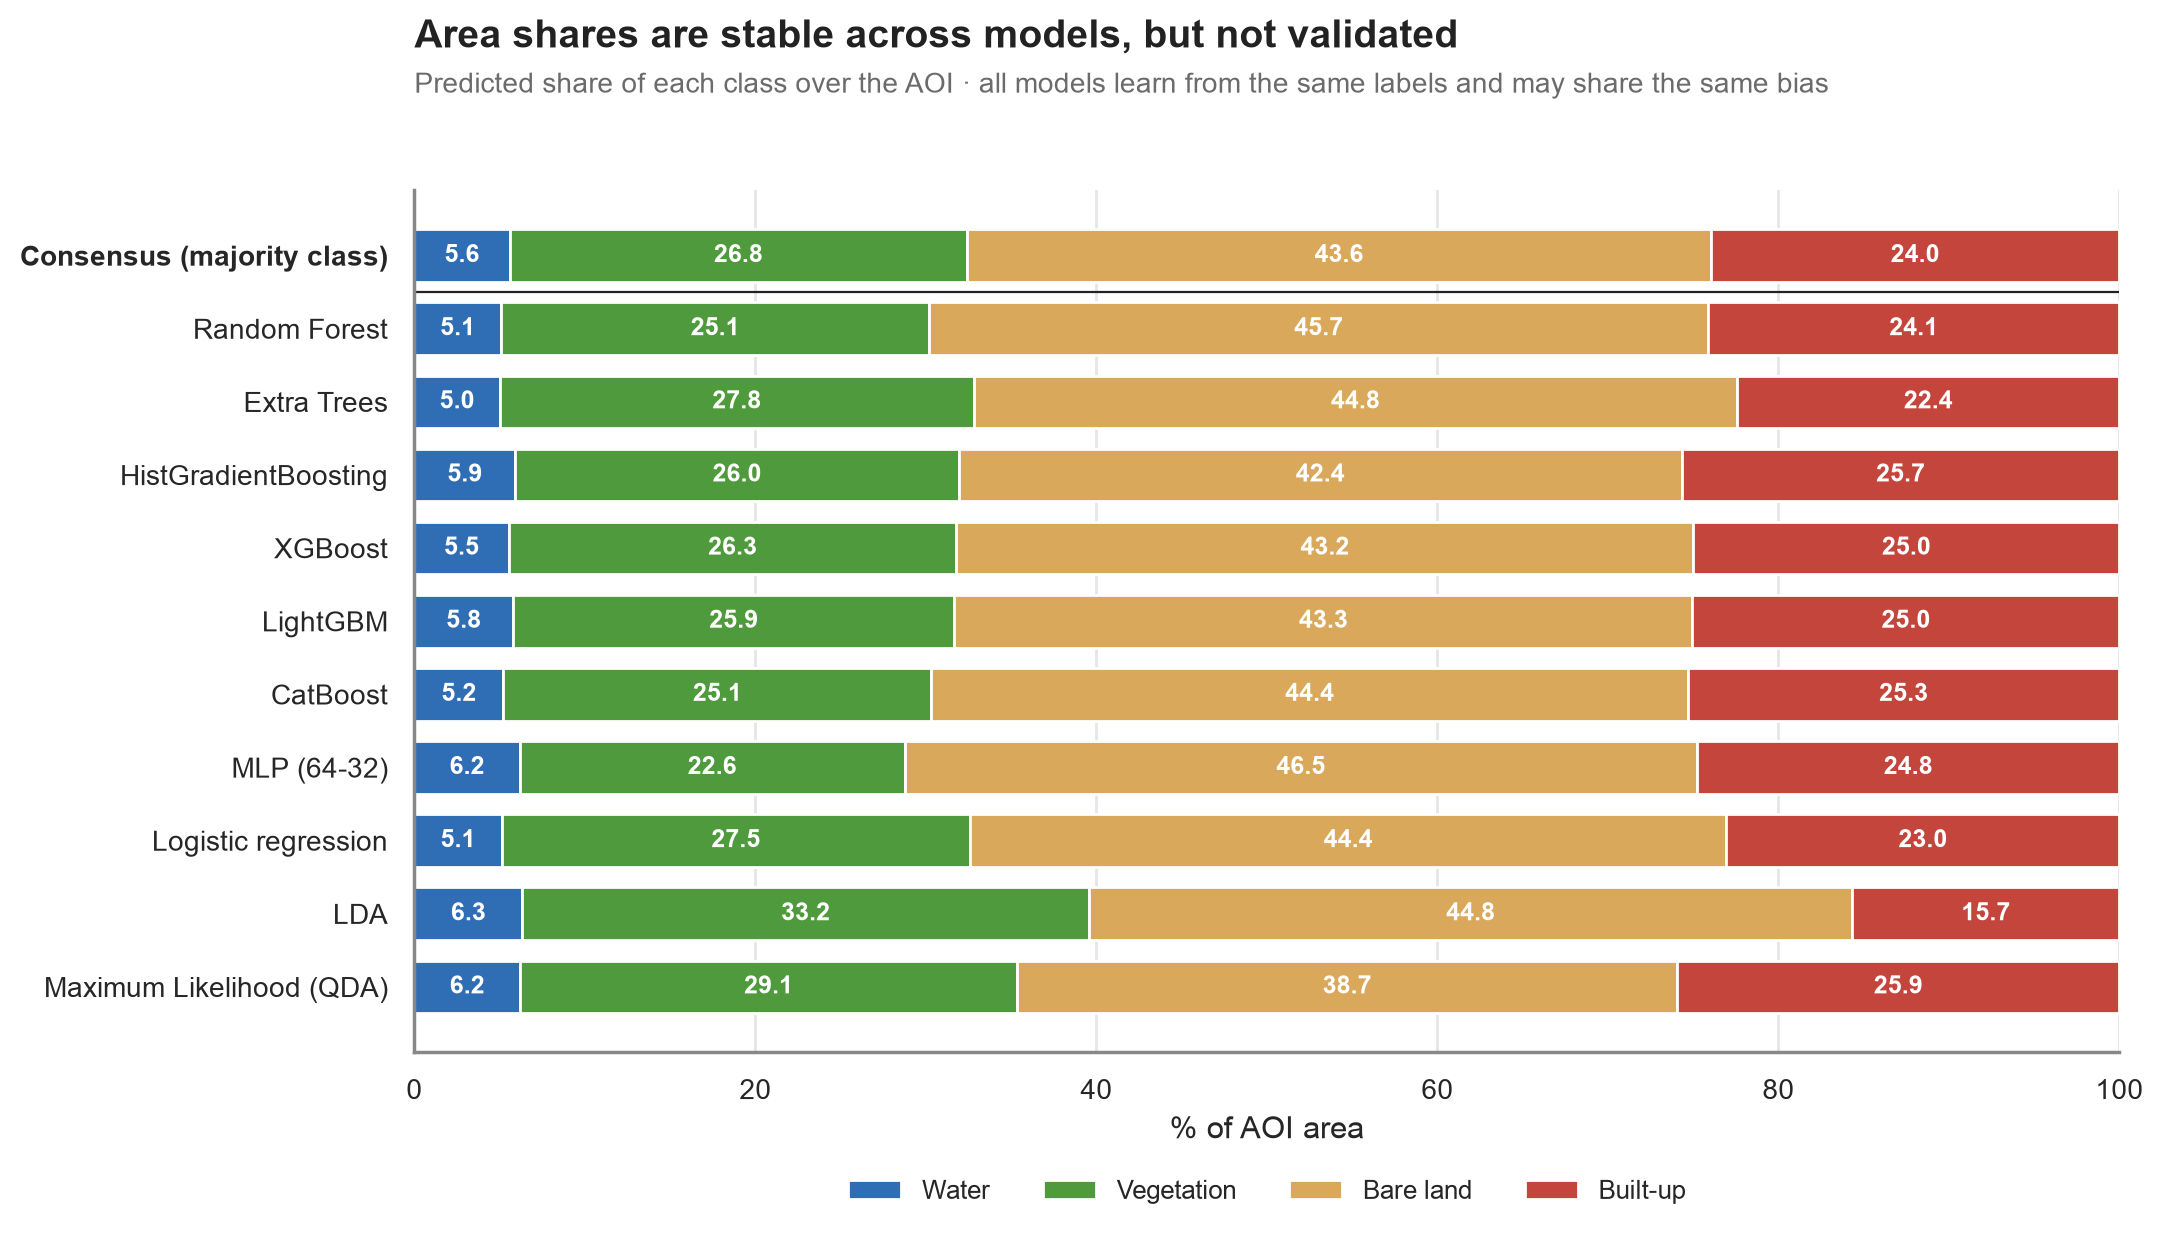 Area shares are stable across models, but not validated
Predicted share of each class over the AOI · all models learn from the same labels and may share the same bias
Consensus (majority class) 5.6 26.8 43.6 24.0
Random Forest 5.1 25.1 45.7 24.1
Extra Trees 5.0 27.8 44.8 22.4
HistGradientBoosting 5.9 26.0 42.4 25.7
XGBoost 5.5 26.3 43.2 25.0
LightGBM 5.8 25.9 43.3 25.0
CatBoost 5.2 25.1 44.4 25.3
MLP (64-32) 6.2 22.6 46.5 24.8
Logistic regression 5.1 27.5 44.4 23.0
LDA 6.3 33.2 44.8 15.7
Maximum Likelihood (QDA) 6.2 29.1 38.7 25.9
0 20 40 60 80 100
% of AOI area
Water Vegetation Bare land Built-up